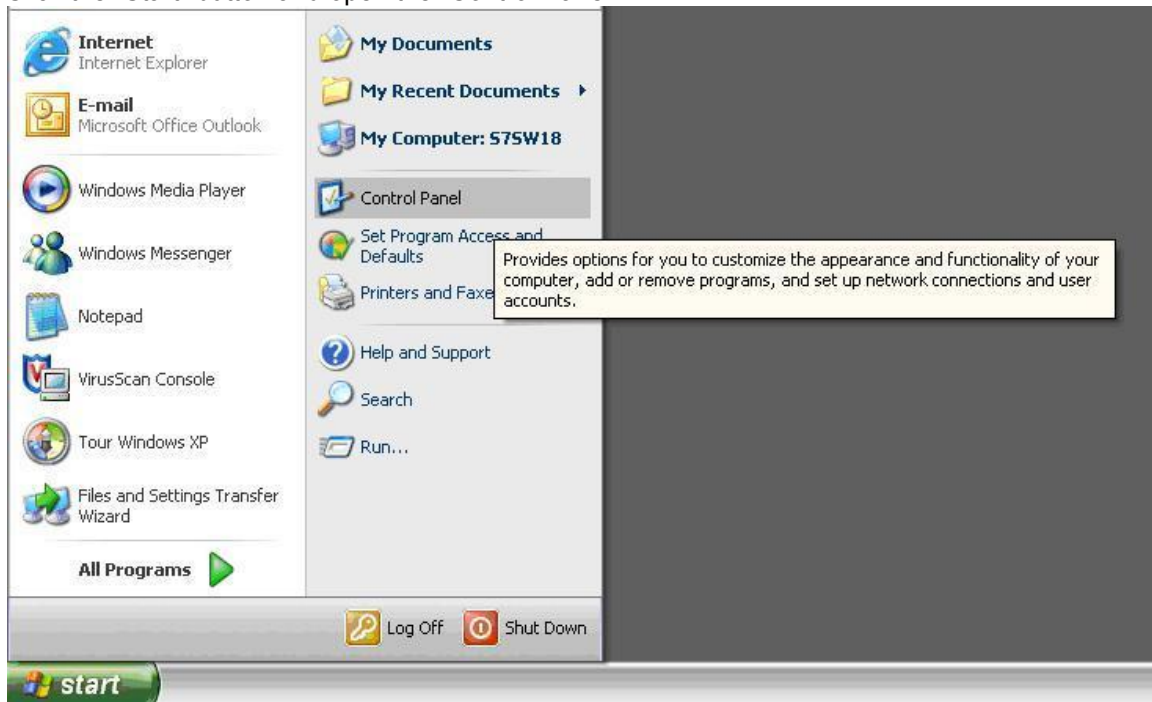 Internet
Internet Explorer
E-mail
Microsoft Office Outlook
Windows Media Player
Windows Messenger
Notepad
VirusScan Console
Tour Windows XP
Files and Settings Transfer
Wizard
All Programs
My Documents
My Recent Documents
My Computer: S7SW18
Control Panel
Set Program Access and
Defaults
Printers and Faxe
Provides options for you to customize the appearance and functionality of your
computer, add or remove programs, and set up network connections and user
accounts.
Help and Support
Search
Run...
Log Off
Shut Down
start